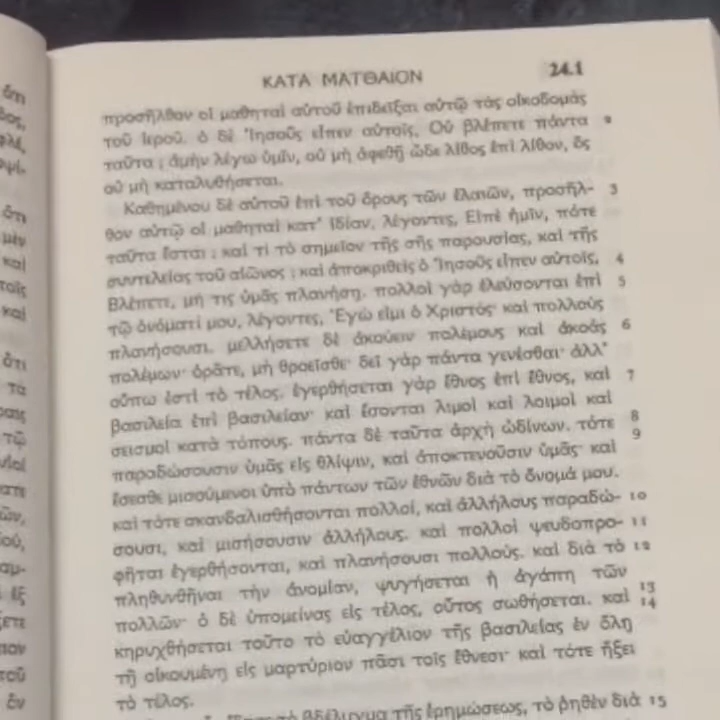 ΚΑΤΑ ΜΑΤΘΑΙΟΝ 24.1
προσῆλθον οἱ μαθηταὶ αὐτοῦ ἐπιδεῖξαι αὐτῷ τὰς οἰκοδομὰς
τοῦ ἱεροῦ. ὁ δὲ Ἰησοῦς εἶπεν αὐτοῖς, Οὐ βλέπετε πάντα 2
ταῦτα ; ἀμὴν λέγω ὑμῖν, οὐ μὴ ἀφεθῇ ὧδε λίθος ἐπὶ λίθον, ὃς
οὐ μὴ καταλυθήσεται.
Καθημένου δὲ αὐτοῦ ἐπὶ τοῦ ὄρους τῶν ἐλαιῶν, προσῆλ- 3
θον αὐτῷ οἱ μαθηταὶ κατ᾽ ἰδίαν, λέγοντες, Εἰπὲ ἡμῖν, πότε
ταῦτα ἔσται ; καὶ τί τὸ σημεῖον τῆς σῆς παρουσίας, καὶ τῆς
συντελείας τοῦ αἰῶνος ; καὶ ἀποκριθεὶς ὁ Ἰησοῦς εἶπεν αὐτοῖς, 4
Βλέπετε, μή τις ὑμᾶς πλανήσῃ. πολλοὶ γὰρ ἐλεύσονται ἐπὶ 5
τῷ ὀνόματί μου, λέγοντες, Ἐγώ εἰμι ὁ Χριστός· καὶ πολλοὺς
πλανήσουσι. μελλήσετε δὲ ἀκούειν πολέμους καὶ ἀκοὰς 6
πολέμων· ὁρᾶτε, μὴ θροεῖσθε· δεῖ γὰρ πάντα γενέσθαι· ἀλλ᾽
οὔπω ἐστὶ τὸ τέλος. ἐγερθήσεται γὰρ ἔθνος ἐπὶ ἔθνος, καὶ 7
βασιλεία ἐπὶ βασιλείαν· καὶ ἔσονται λιμοὶ καὶ λοιμοὶ καὶ
σεισμοὶ κατὰ τόπους. πάντα δὲ ταῦτα ἀρχὴ ὠδίνων. τότε 8 9
παραδώσουσιν ὑμᾶς εἰς θλίψιν, καὶ ἀποκτενοῦσιν ὑμᾶς· καὶ
ἔσεσθε μισούμενοι ὑπὸ πάντων τῶν ἐθνῶν διὰ τὸ ὄνομά μου.
καὶ τότε σκανδαλισθήσονται πολλοί, καὶ ἀλλήλους παραδώ- 10
σουσι, καὶ μισήσουσιν ἀλλήλους. καὶ πολλοὶ ψευδοπρο- 11
φῆται ἐγερθήσονται, καὶ πλανήσουσι πολλούς. καὶ διὰ τὸ 12
πληθυνθῆναι τὴν ἀνομίαν, ψυγήσεται ἡ ἀγάπη τῶν
πολλῶν· ὁ δὲ ὑπομείνας εἰς τέλος, οὗτος σωθήσεται. καὶ 13 14
κηρυχθήσεται τοῦτο τὸ εὐαγγέλιον τῆς βασιλείας ἐν ὅλῃ
τῇ οἰκουμένῃ εἰς μαρτύριον πᾶσι τοῖς ἔθνεσι· καὶ τότε ἥξει
τὸ τέλος.
τὸ βδέλυγμα τῆς ἐρημώσεως, τὸ ῥηθὲν διὰ 15